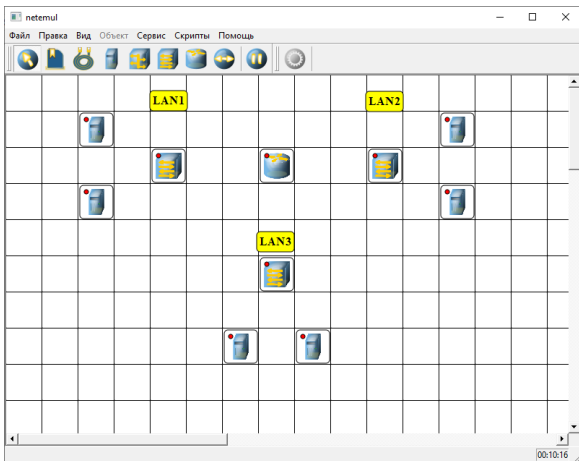 netemul
Файл Правка Вид Объект Сервис Скрипты Помощь
LAN1 LAN2
LAN3
00:10:16